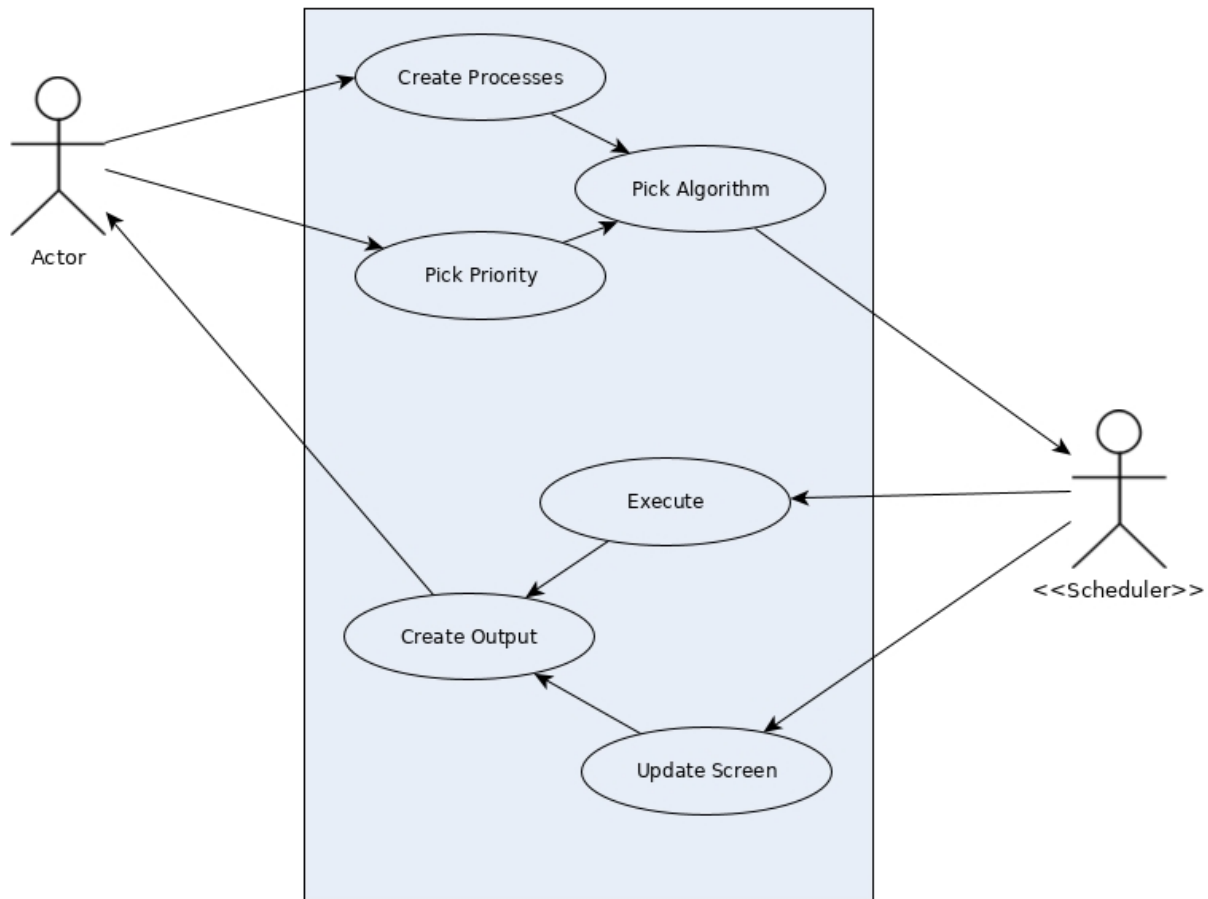 Create Processes
Pick Algorithm
Actor
Pick Priority
Execute
<<Scheduler>>
Create Output
Update Screen